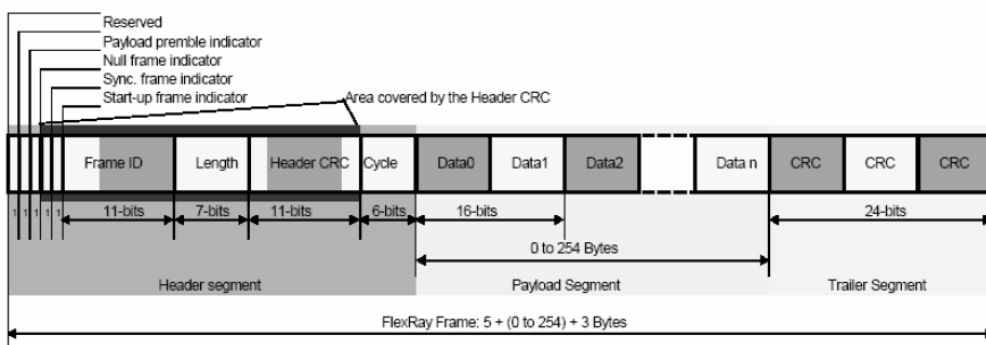 Reserved
Payload premble indicator
Null frame indicator
Sync. frame indicator
Start-up frame indicator
Area covered by the Header CRC
Frame ID Length Header CRC Cycle Data0 Data1 Data2 Data n CRC CRC CRC
1 1 1 1 1 11-bits 7-bits 11-bits 6-bits 16-bits 24-bits
0 to 254 Bytes
Header segment Payload Segment Trailer Segment
FlexRay Frame: 5 + (0 to 254) + 3 Bytes